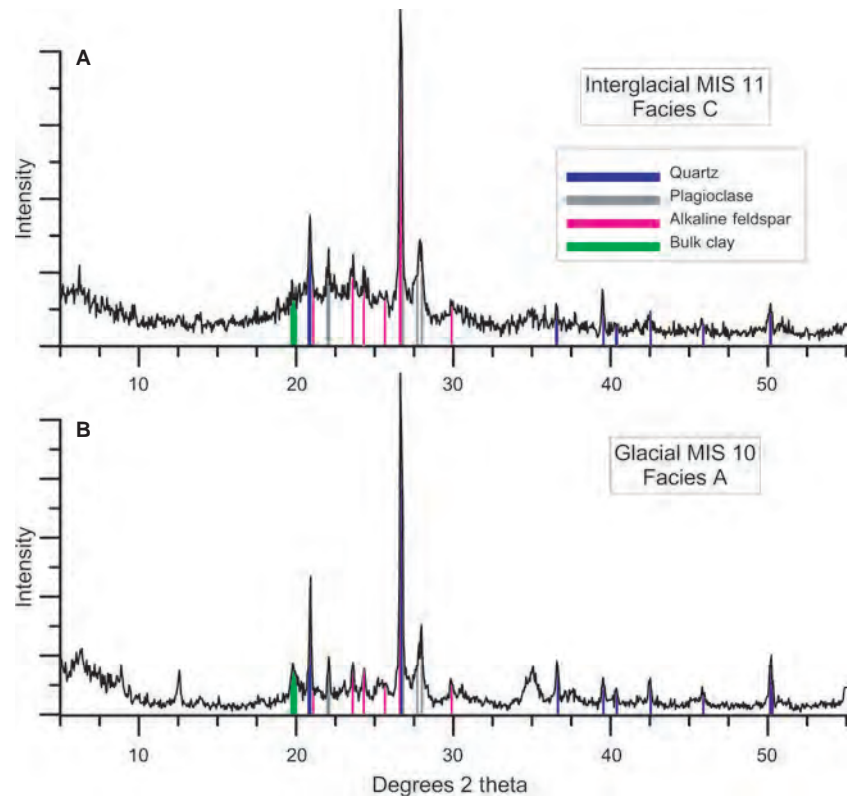 A
Interglacial MIS 11
Facies C
Quartz
Plagioclase
Alkaline feldspar
Bulk clay
Intensity
10 20 30 40 50
B
Glacial MIS 10
Facies A
Intensity
10 20 30 40 50
Degrees 2 theta